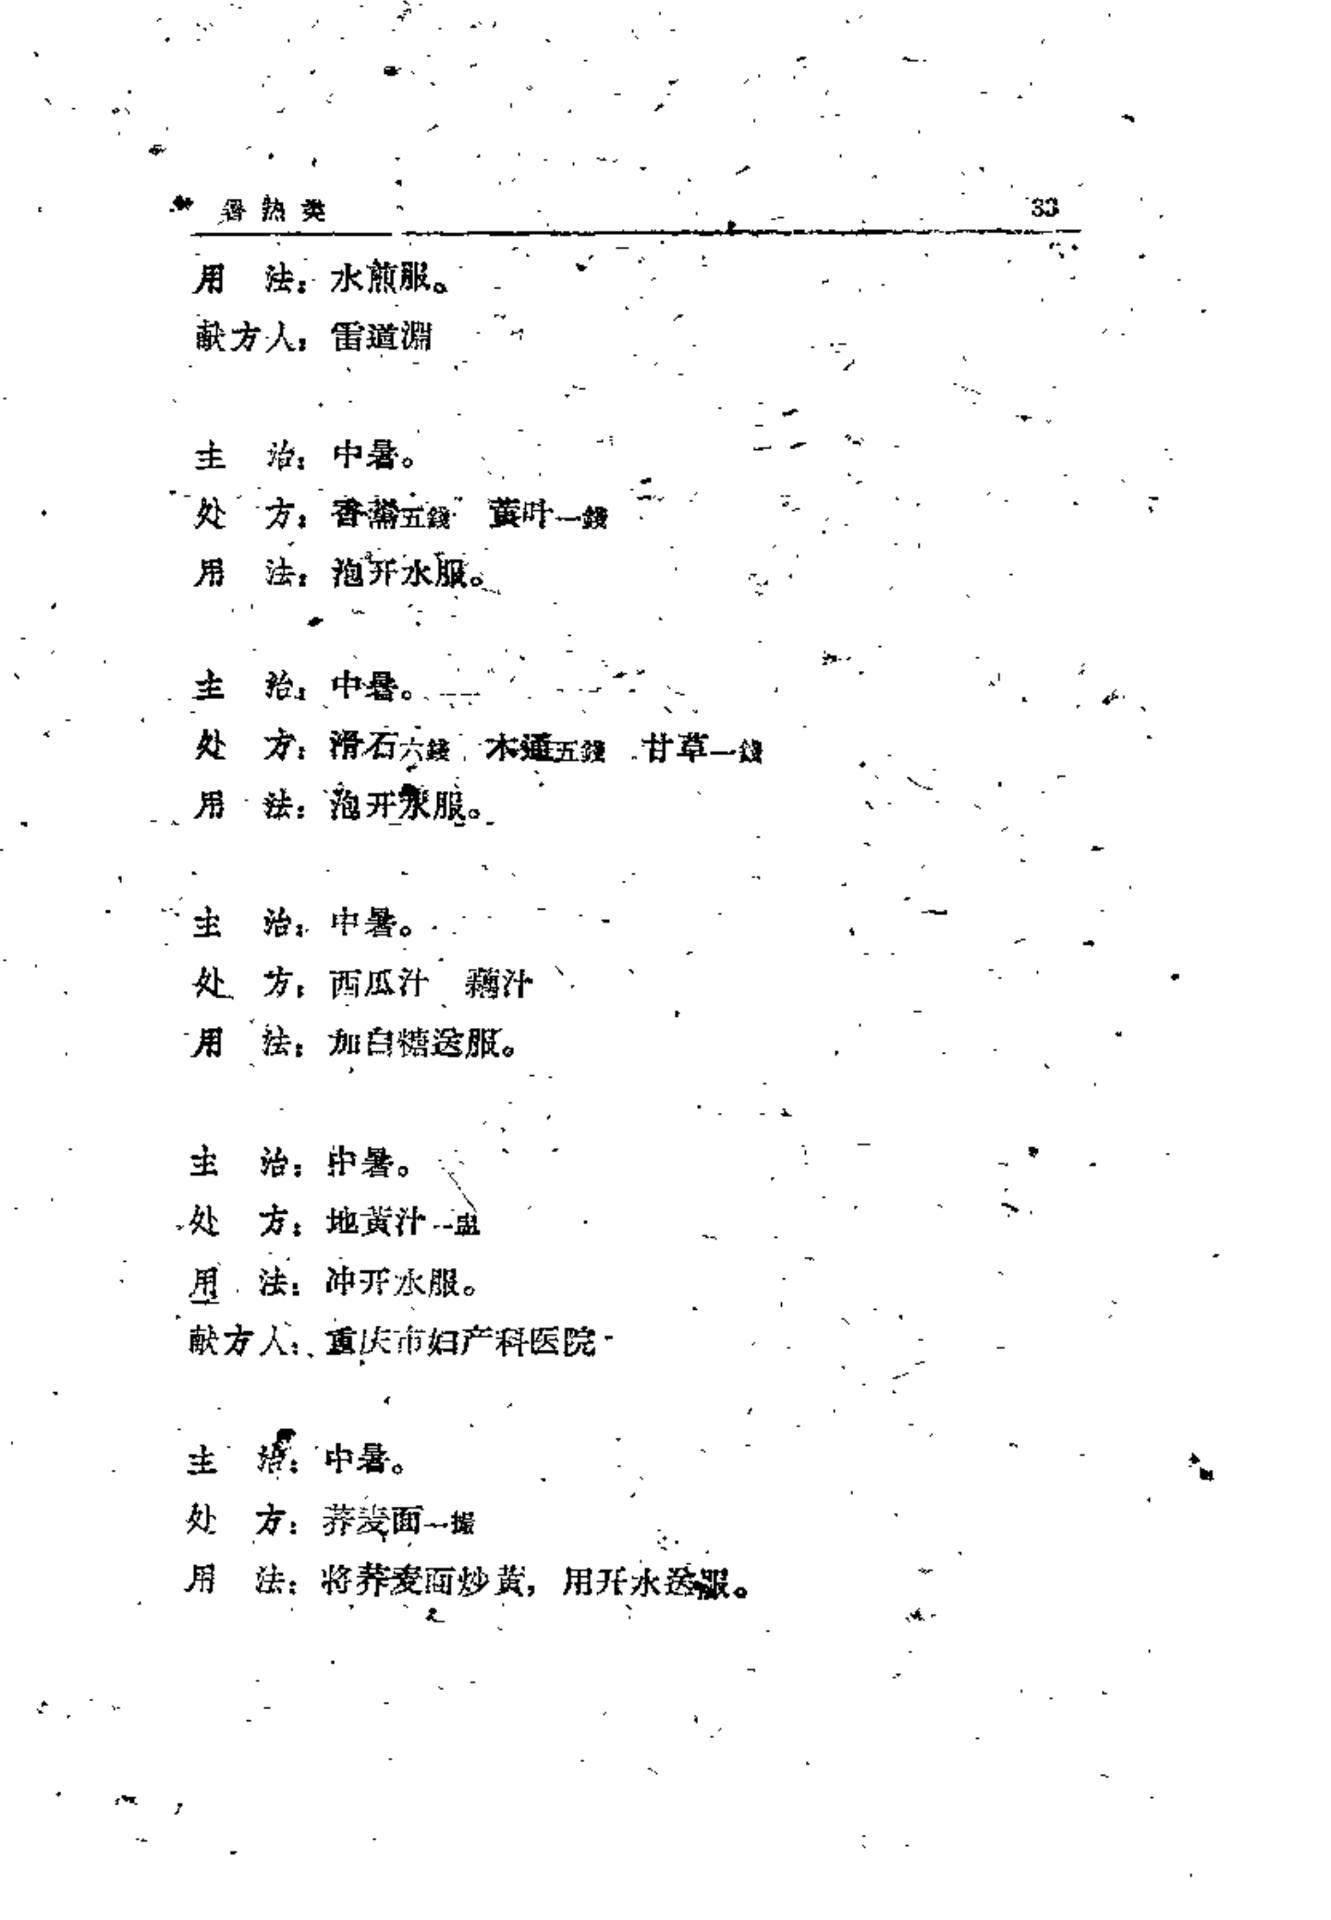 暑热类 33
用 法：水煎服。
献方人：雷道淵
主 治：中暑。
处 方：香薷五錢 黄叶一錢
用 法：泡开水服。
主 治：中暑。
处 方：滑石六錢 木通五錢 甘草一錢
用 法：泡开水服。
主 治：中暑。
处 方：西瓜汁 藕汁
用 法：加白糖送服。
主 治：中暑。
处 方：地黄汁一盅
用 法：冲开水服。
献方人：重庆市妇产科医院
主 治：中暑。
处 方：荞麦面一撮
用 法：将荞麦面炒黄，用开水送服。